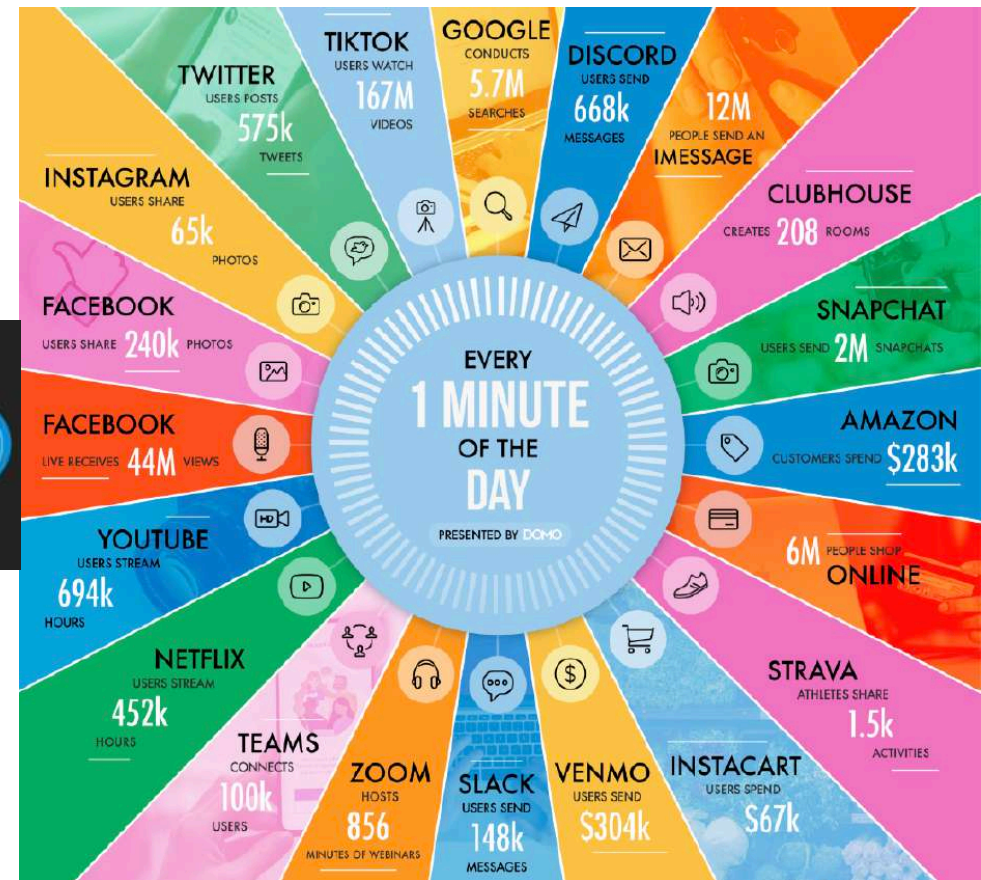 EVERY
1 MINUTE
OF THE
DAY
PRESENTED BY DOMO
GOOGLE
CONDUCTS
5.7M
SEARCHES
DISCORD
USERS SEND
668k
MESSAGES
12M
PEOPLE SEND AN
IMESSAGE
CLUBHOUSE
CREATES 208 ROOMS
SNAPCHAT
USERS SEND 2M SNAPCHATS
AMAZON
CUSTOMERS SPEND $283k
6M PEOPLE SHOP
ONLINE
STRAVA
ATHLETES SHARE
1.5k
ACTIVITIES
INSTACART
USERS SPEND
$67k
VENMO
USERS SEND
$304k
SLACK
USERS SEND
148k
MESSAGES
ZOOM
HOSTS
856
MINUTES OF WEBINARS
TEAMS
CONNECTS
100k
USERS
NETFLIX
USERS STREAM
452k
HOURS
YOUTUBE
USERS STREAM
694k
HOURS
FACEBOOK
LIVE RECEIVES 44M VIEWS
FACEBOOK
USERS SHARE 240k PHOTOS
INSTAGRAM
USERS SHARE
65k
PHOTOS
TWITTER
USERS POSTS
575k
TWEETS
TIKTOK
USERS WATCH
167M
VIDEOS
HD